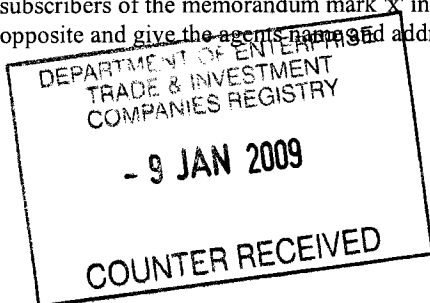 subscribers of the memorandum mark 'x' in
opposite and give the agents name and addr
DEPARTMENT OF ENTERPRISE
TRADE & INVESTMENT
COMPANIES REGISTRY
- 9 JAN 2009
COUNTER RECEIVED